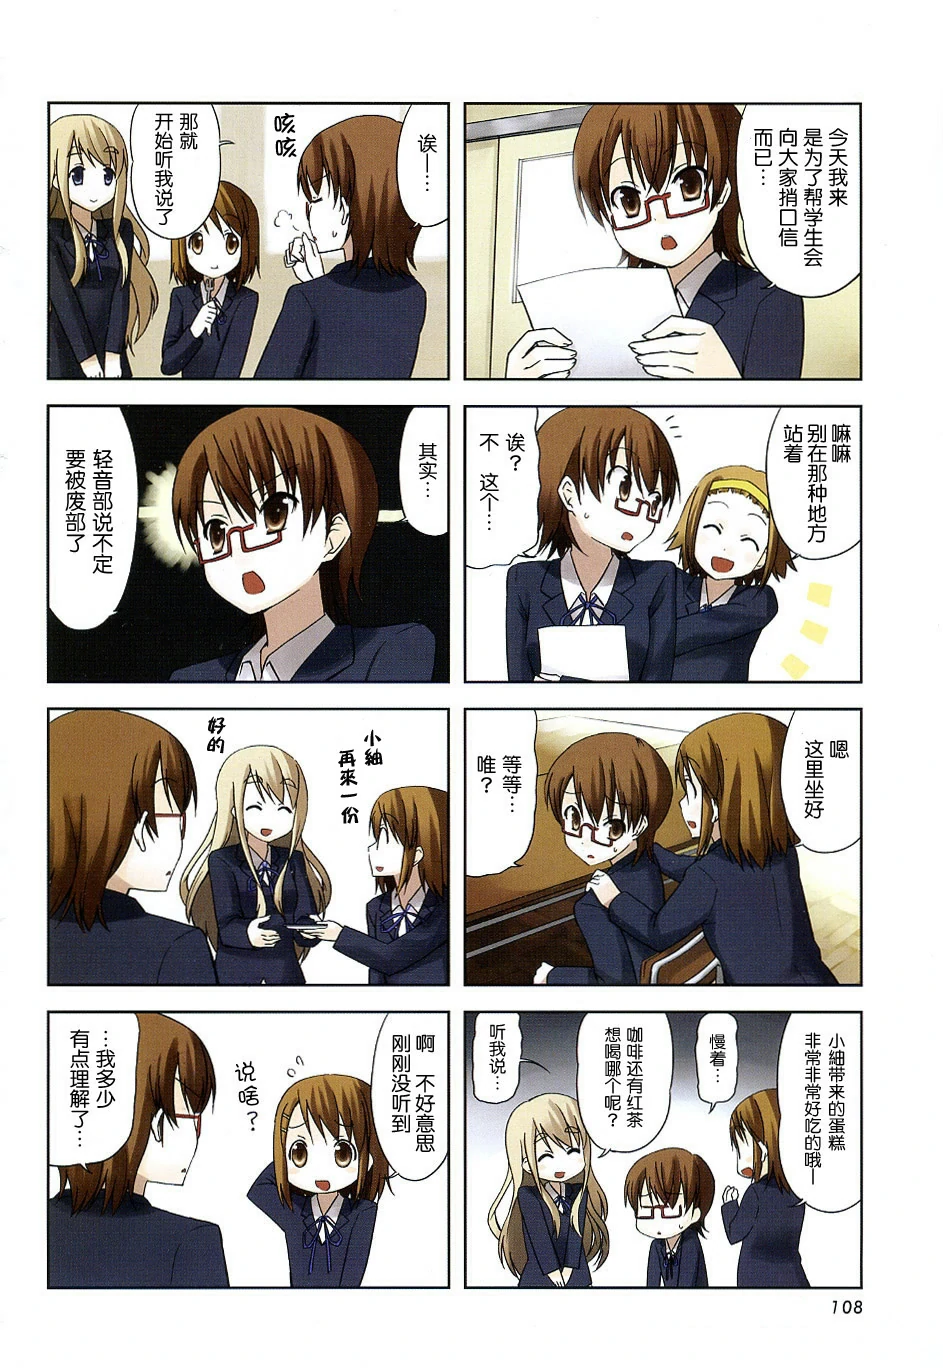 今天我来
是为了帮学生会
向大家捎口信
而已…
嘛嘛
别在那种地方
站着
诶?
不 这个…
嗯
这里坐好
等等…
唯?
小紬带来的蛋糕
非常非常好吃的哦—
慢着…
咖啡还有红茶
想喝哪个呢?
听我说…
诶—…
咳咳
那就
开始听我说了
其实…
轻音部说不定
要被废部了
小紬
再來一份
好的
啊 不好意思
刚刚没听到
说啥?
…我多少
有点理解了…
108